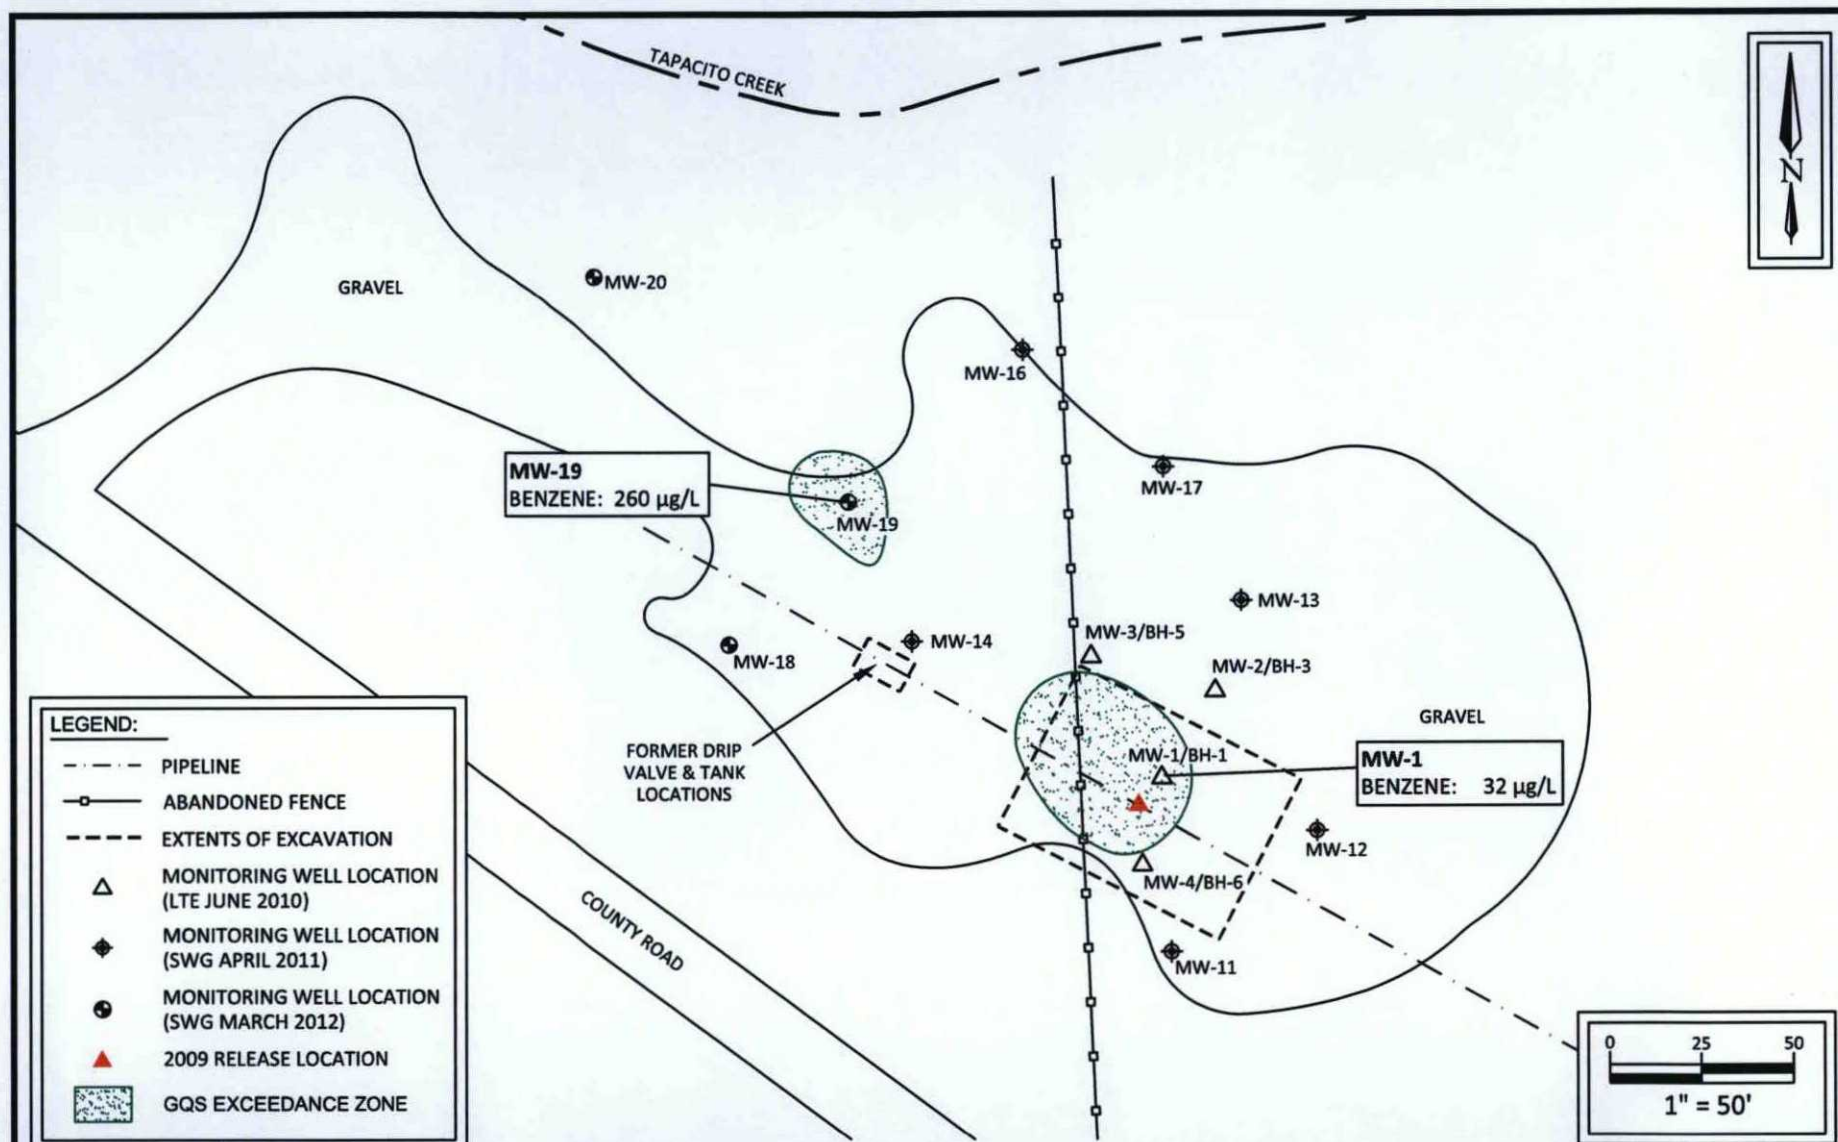 TAPACITO CREEK
N
GRAVEL
MW-20
MW-16
MW-17
MW-19
BENZENE: 260 µg/L
MW-19
MW-13
MW-3/BH-5
MW-14
MW-18
MW-2/BH-3
GRAVEL
FORMER DRIP
VALVE & TANK
LOCATIONS
MW-1/BH-1
MW-1
BENZENE: 32 µg/L
MW-12
MW-4/BH-6
MW-11
COUNTY ROAD
LEGEND:
PIPELINE
ABANDONED FENCE
EXTENTS OF EXCAVATION
MONITORING WELL LOCATION
(LTE JUNE 2010)
MONITORING WELL LOCATION
(SWG APRIL 2011)
MONITORING WELL LOCATION
(SWG MARCH 2012)
2009 RELEASE LOCATION
GQS EXCEEDANCE ZONE
0 25 50
1" = 50'